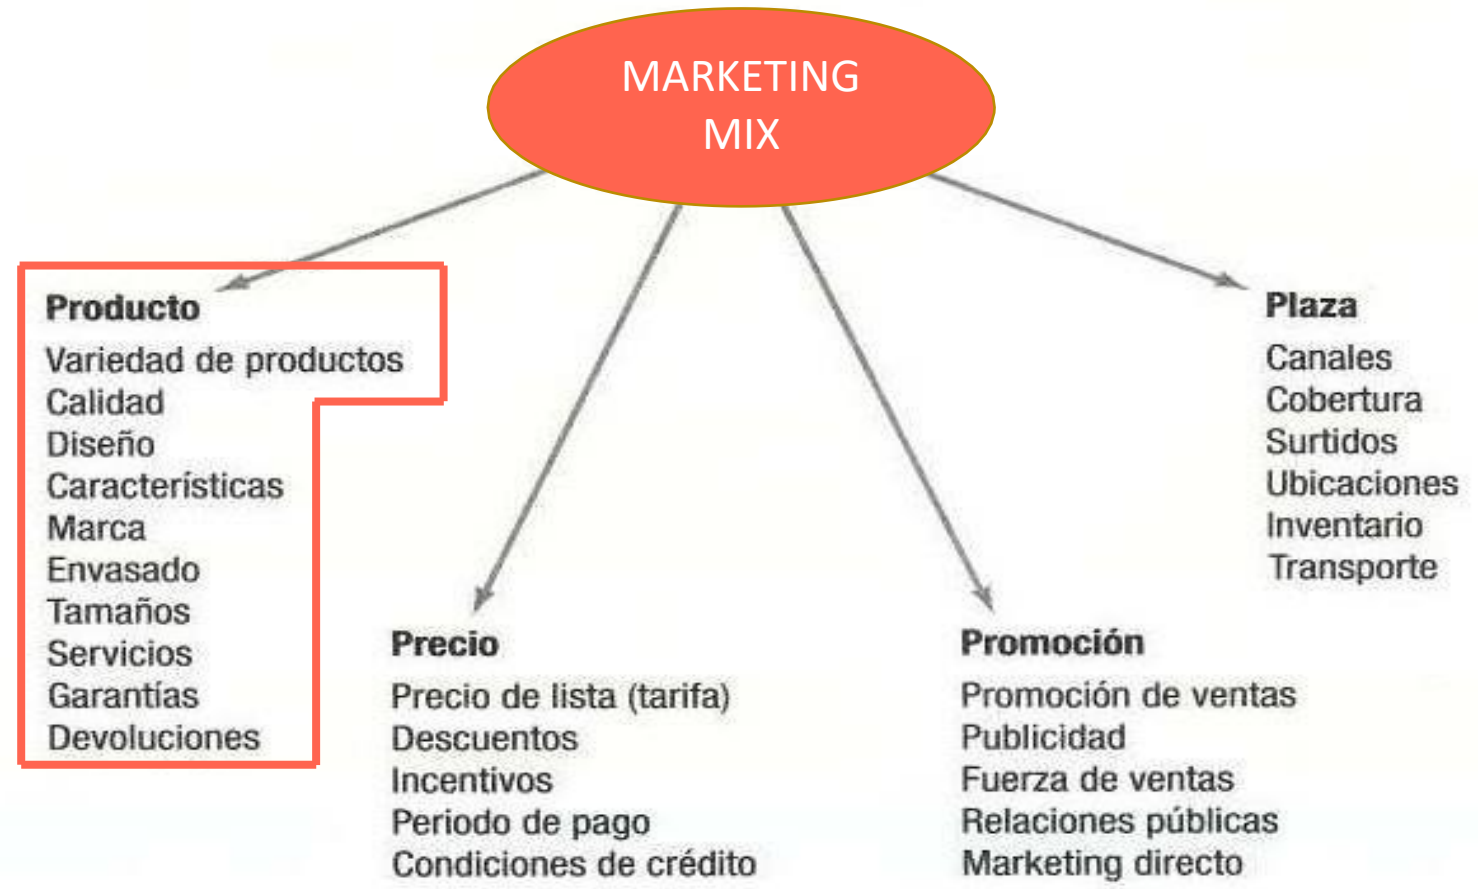 MARKETING
MIX
Producto
Variedad de productos
Calidad
Diseño
Características
Marca
Envasado
Tamaños
Servicios
Garantías
Devoluciones
Precio
Precio de lista (tarifa)
Descuentos
Incentivos
Periodo de pago
Condiciones de crédito
Promoción
Promoción de ventas
Publicidad
Fuerza de ventas
Relaciones públicas
Marketing directo
Plaza
Canales
Cobertura
Surtidos
Ubicaciones
Inventario
Transporte